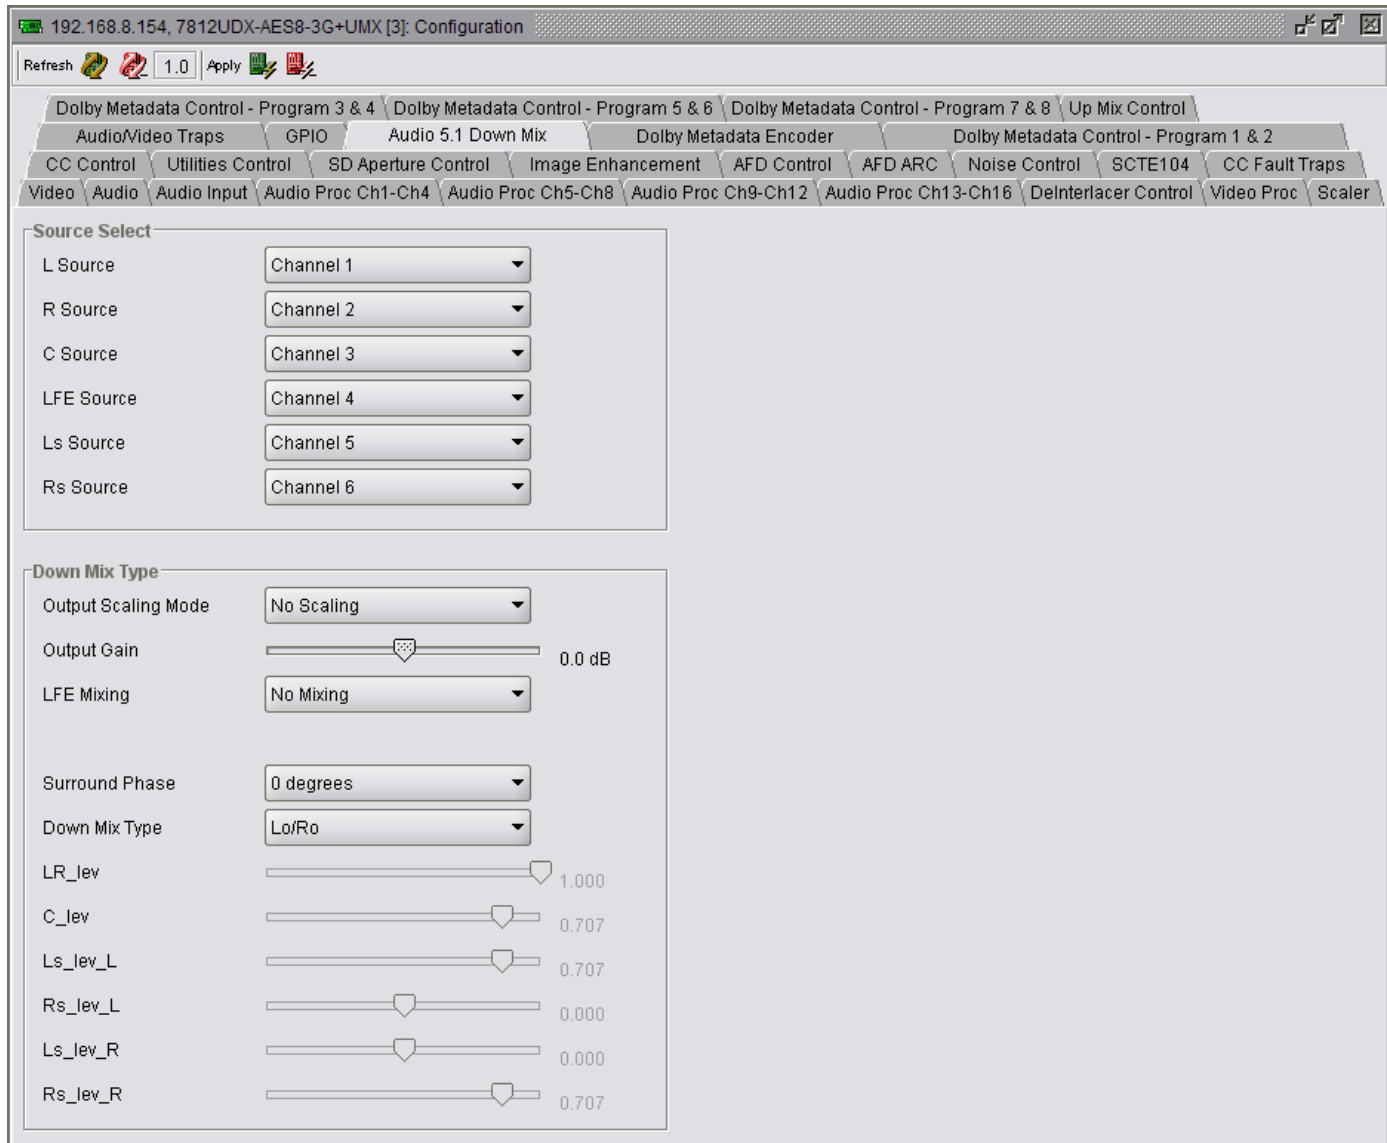 192.168.8.154, 7812UDX-AES8-3G+UMX [3]: Configuration
Refresh 1.0 Apply
Dolby Metadata Control - Program 3 & 4 Dolby Metadata Control - Program 5 & 6 Dolby Metadata Control - Program 7 & 8 Up Mix Control
Audio/Video Traps GPIO Audio 5.1 Down Mix Dolby Metadata Encoder Dolby Metadata Control - Program 1 & 2
CC Control Utilities Control SD Aperture Control Image Enhancement AFD Control AFD ARC Noise Control SCTE104 CC Fault Traps
Video Audio Audio Input Audio Proc Ch1-Ch4 Audio Proc Ch5-Ch8 Audio Proc Ch9-Ch12 Audio Proc Ch13-Ch16 DeInterlacer Control Video Proc Scaler
Source Select
L Source Channel 1
R Source Channel 2
C Source Channel 3
LFE Source Channel 4
Ls Source Channel 5
Rs Source Channel 6
Down Mix Type
Output Scaling Mode No Scaling
Output Gain 0.0 dB
LFE Mixing No Mixing
Surround Phase 0 degrees
Down Mix Type Lo/Ro
LR_lev 1.000
C_lev 0.707
Ls_lev_L 0.707
Rs_lev_L 0.000
Ls_lev_R 0.000
Rs_lev_R 0.707